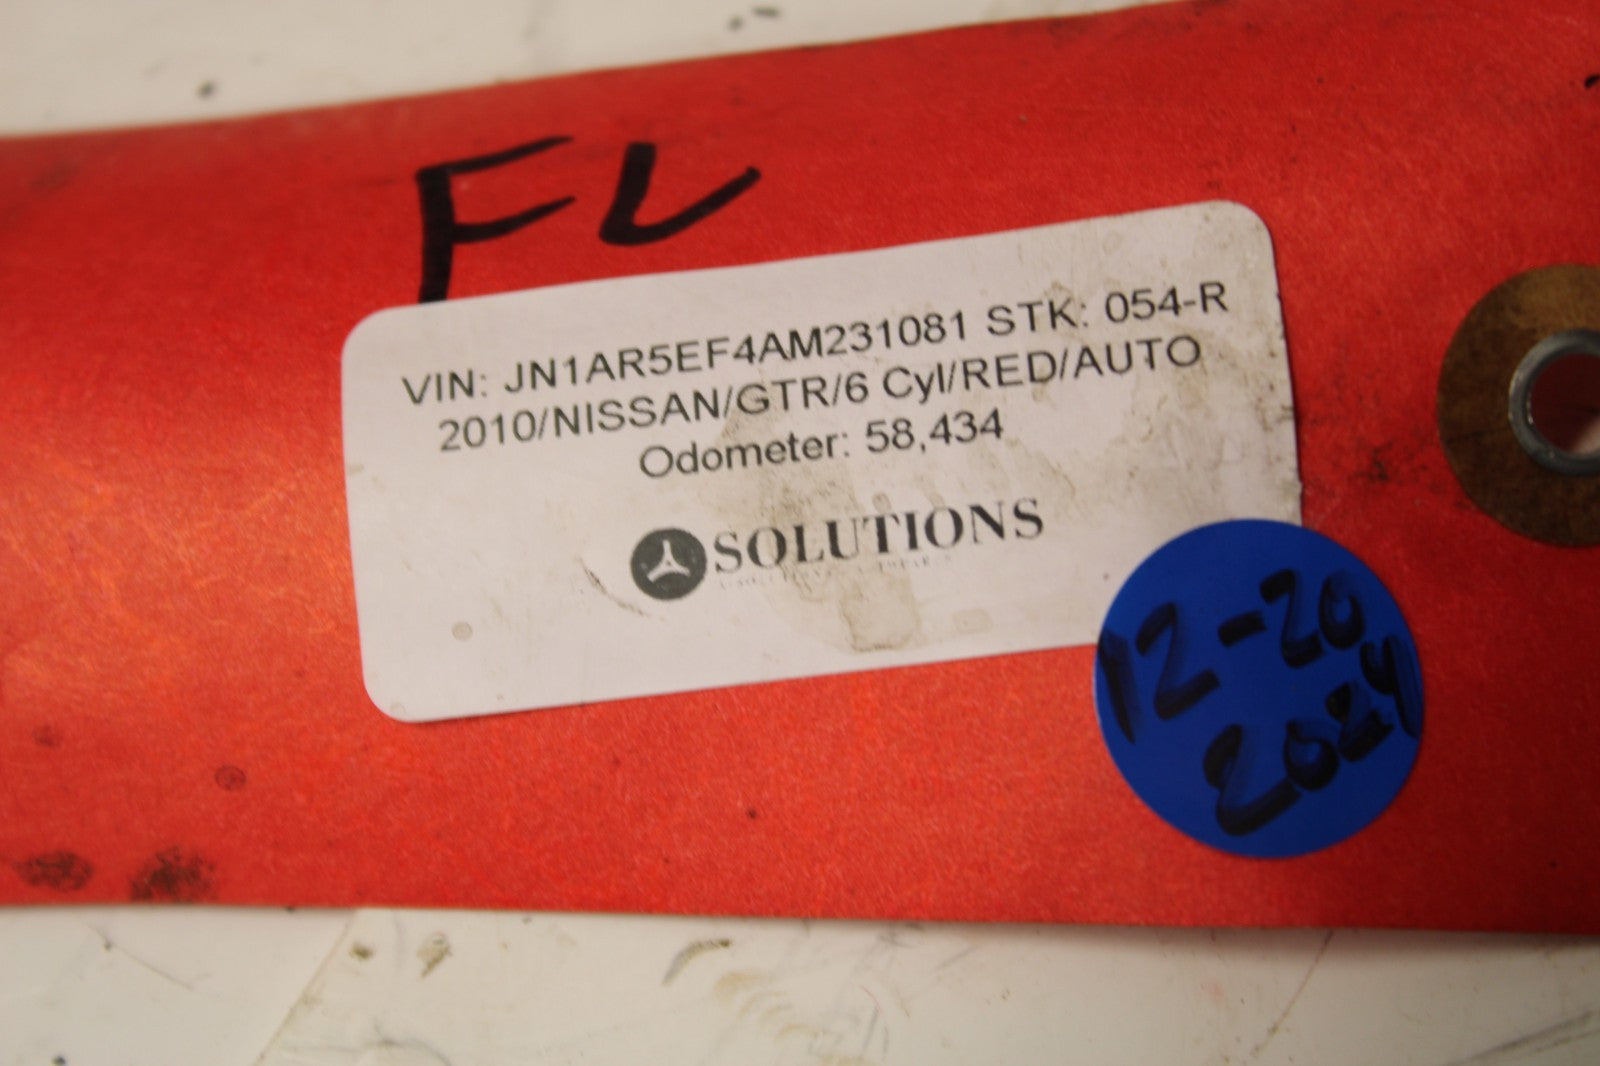 FL
VIN: JN1AR5EF4AM231081 STK: 054-R
2010/NISSAN/GTR/6 Cyl/RED/AUTO
Odometer: 58,434
SOLUTIONS
12-20
2024